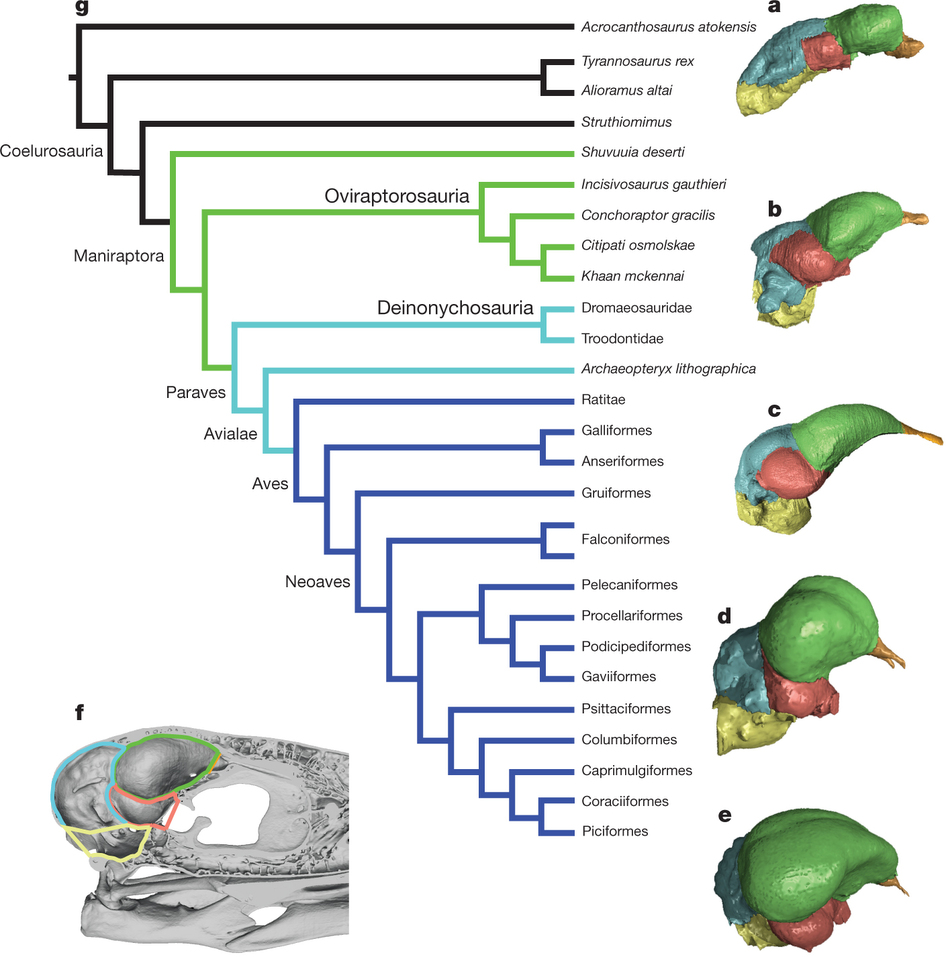 g
a
Acrocanthosaurus atokensis
Tyrannosaurus rex
Alioramus altai
Struthiomimus
Coelurosauria
Shuvuuia deserti
Incisivosaurus gauthieri
Oviraptorosauria
b
Conchoraptor gracilis
Citipati osmolskae
Maniraptora
Khaan mckennai
Deinonychosauria
Dromaeosauridae
Troodontidae
Archaeopteryx lithographica
Paraves
Ratitae
c
Galliformes
Avialae
Anseriformes
Aves
Gruiformes
Falconiformes
Neoaves
Pelecaniformes
Procellariformes
d
Podicipediformes
Gaviiformes
Psittaciformes
f
Columbiformes
Caprimulgiformes
Coraciiformes
e
Piciformes